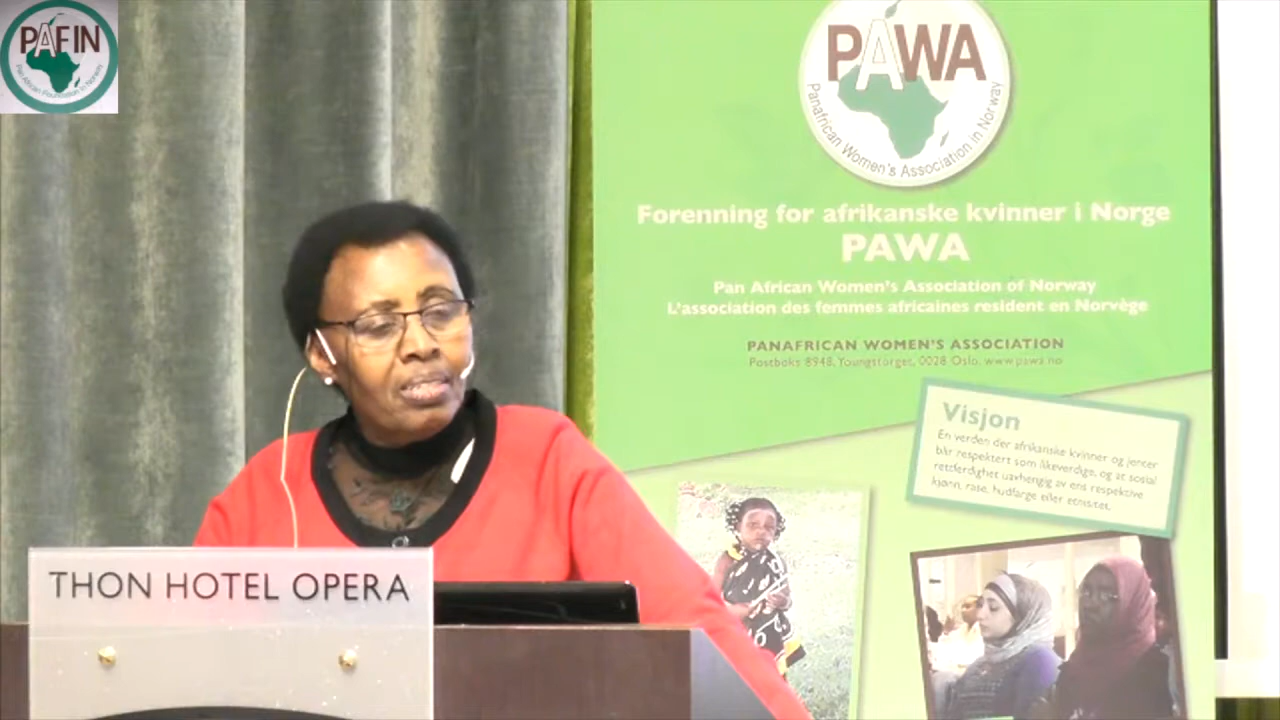 PAFIN
Pan African Foundation in Norway
PAWA
Panafrican Women's Association in Norway
Forenning for afrikanske kvinner i Norge
PAWA
Pan African Women's Association of Norway
L'association des femmes africaines resident en Norvège
PANAFRICAN WOMEN'S ASSOCIATION
Postboks 8948, Youngstorget, 0028 Oslo, www.pawa.no
Visjon
En verden der afrikanske kvinner og jenter
blir respektert som likeverdige, og at sosial
rettferdighet uavhengig av ens respektive
kjønn, rase, hudfarge eller etnisitet.
THON HOTEL OPERA